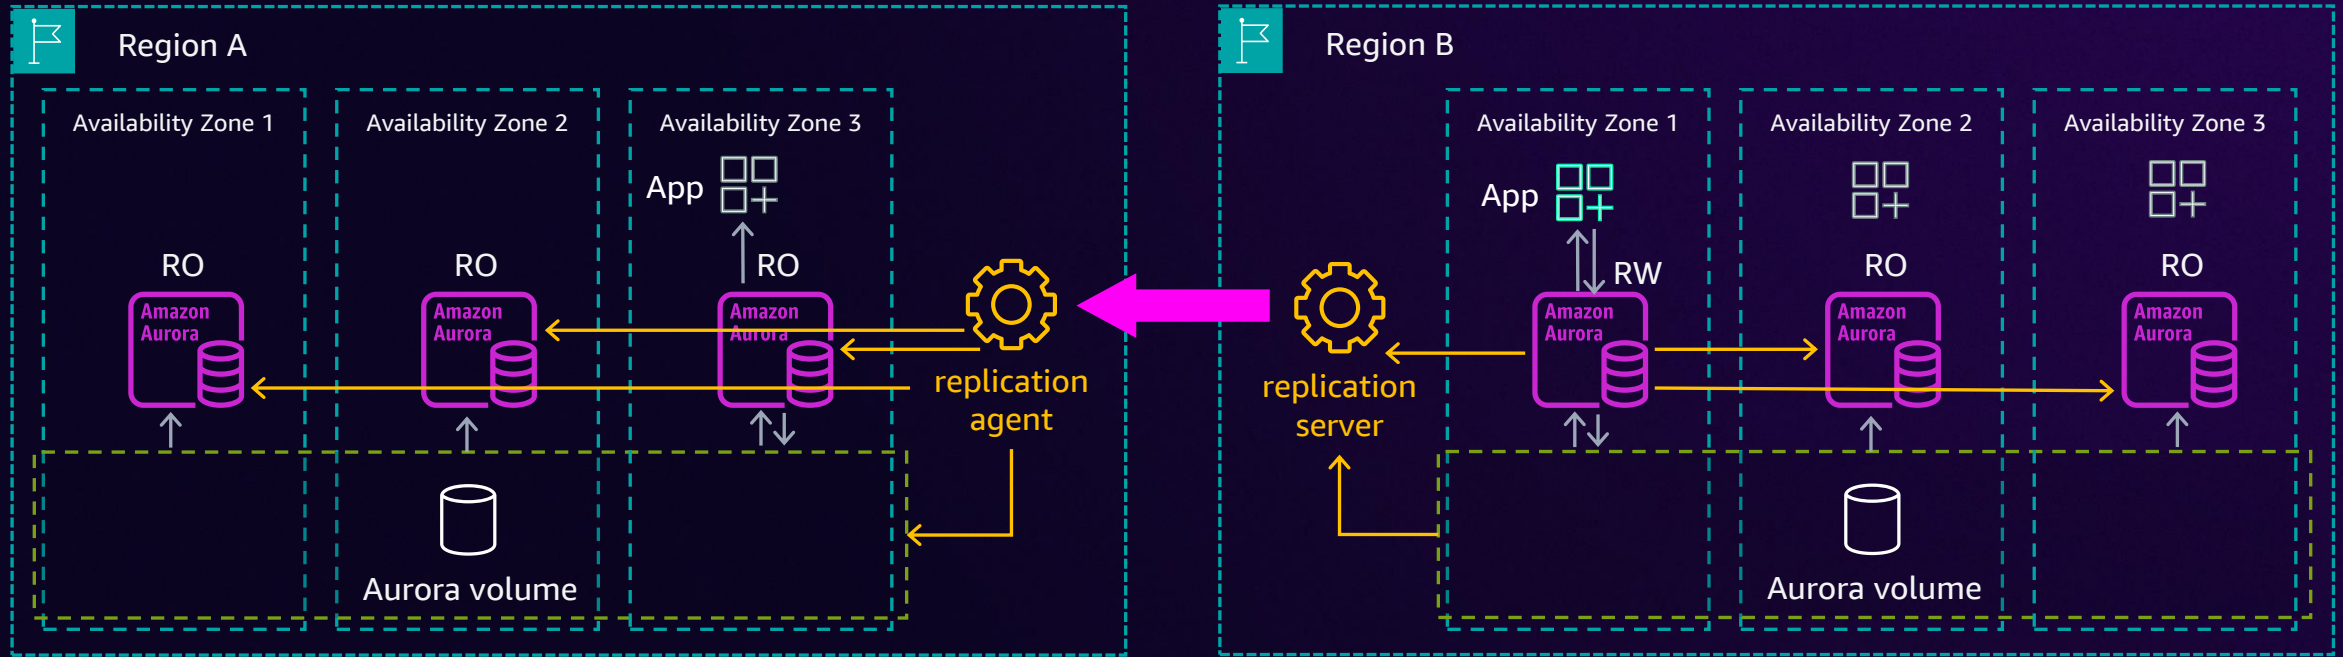 Region A
Availability Zone 1
Availability Zone 2
Availability Zone 3
App
RO
RO
RO
Amazon
Aurora
Amazon
Aurora
Amazon
Aurora
replication
agent
Aurora volume
Region B
Availability Zone 1
Availability Zone 2
Availability Zone 3
App
RW
RO
RO
replication
server
Amazon
Aurora
Amazon
Aurora
Amazon
Aurora
Aurora volume